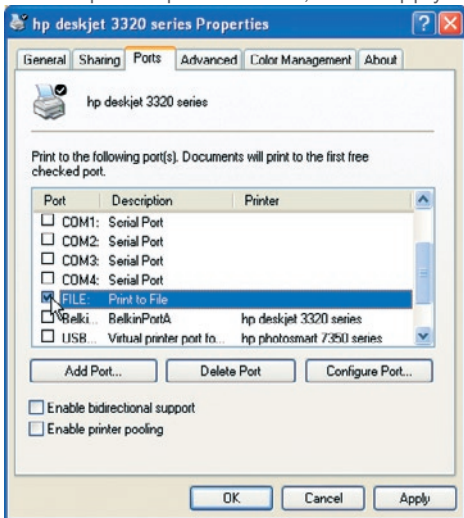 hp deskjet 3320 series Properties
General Sharing Ports Advanced Color Management About
hp deskjet 3320 series
Print to the following port(s). Documents will print to the first free
checked port.
Port Description Printer
COM1: Serial Port
COM2: Serial Port
COM3: Serial Port
COM4: Serial Port
FILE: Print to File
Belki... BelkinPortA hp deskjet 3320 series
USB... Virtual printer port fo... hp photosmart 7350 series
Add Port... Delete Port Configure Port...
Enable bidirectional support
Enable printer pooling
OK Cancel Apply